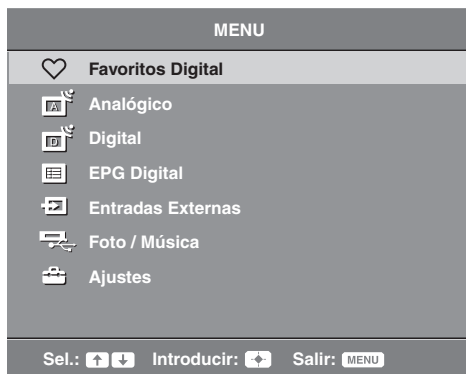 MENU
Favoritos Digital
A Analógico
D Digital
EPG Digital
Entradas Externas
Foto / Música
Ajustes
Sel.: Introducir: Salir: MENU